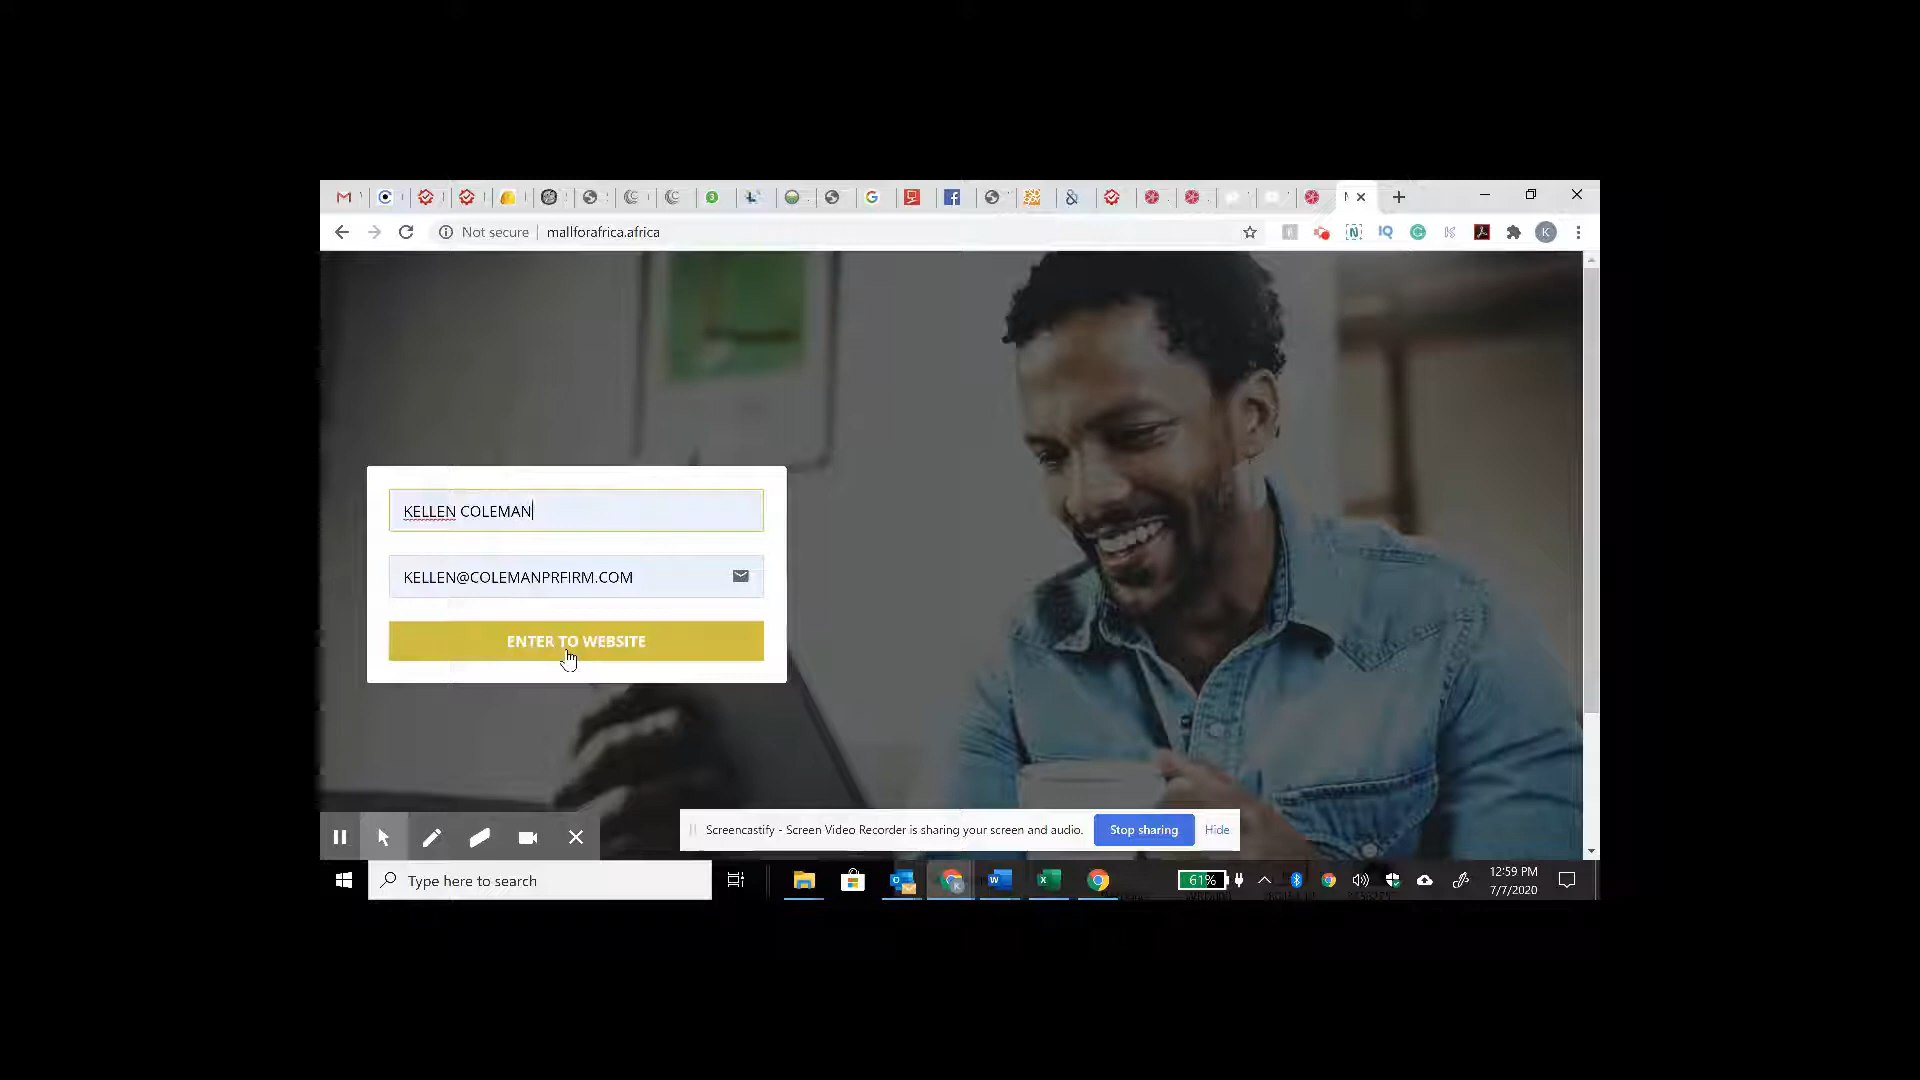 Not secure
mallforafrica.africa
K
KELLEN COLEMAN
KELLEN@COLEMANPRFIRM.COM
ENTER TO WEBSITE
Screencastify - Screen Video Recorder is sharing your screen and audio.
Stop sharing
Hide
Type here to search
61%
12:59 PM
7/7/2020